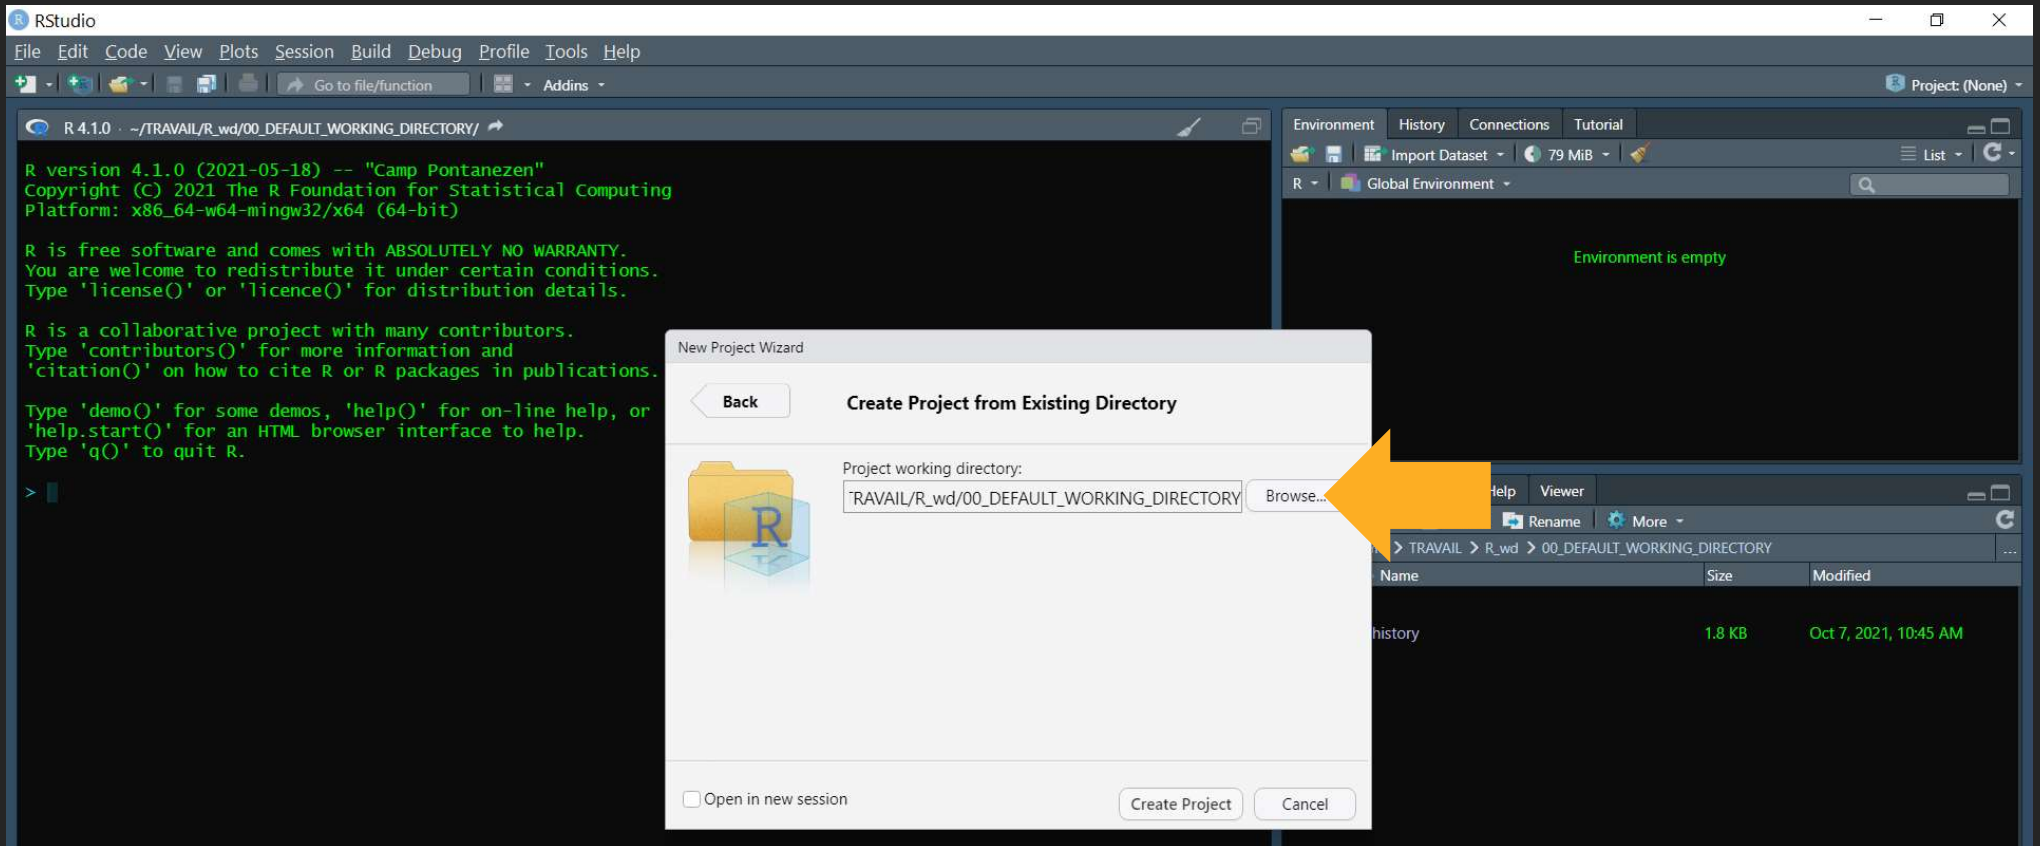 RStudio
File Edit Code View Plots Session Build Debug Profile Tools Help
Go to file/function Addins Project: (None)
R 4.1.0 · ~/TRAVAIL/R_wd/00_DEFAULT_WORKING_DIRECTORY/
R version 4.1.0 (2021-05-18) -- "Camp Pontanezen"
Copyright (C) 2021 The R Foundation for Statistical Computing
Platform: x86_64-w64-mingw32/x64 (64-bit)
R is free software and comes with ABSOLUTELY NO WARRANTY.
You are welcome to redistribute it under certain conditions.
Type 'license()' or 'licence()' for distribution details.
R is a collaborative project with many contributors.
Type 'contributors()' for more information and
'citation()' on how to cite R or R packages in publications.
Type 'demo()' for some demos, 'help()' for on-line help, or
'help.start()' for an HTML browser interface to help.
Type 'q()' to quit R.
>
Environment History Connections Tutorial
Import Dataset 79 MiB List
R Global Environment
Environment is empty
New Project Wizard
Back
Create Project from Existing Directory
Project working directory:
RAVAIL/R_wd/00_DEFAULT_WORKING_DIRECTORY
Browse...
R
Open in new session
Create Project
Cancel
Help Viewer
Rename More
> TRAVAIL > R_wd > 00_DEFAULT_WORKING_DIRECTORY ...
Name Size Modified
history 1.8 KB Oct 7, 2021, 10:45 AM